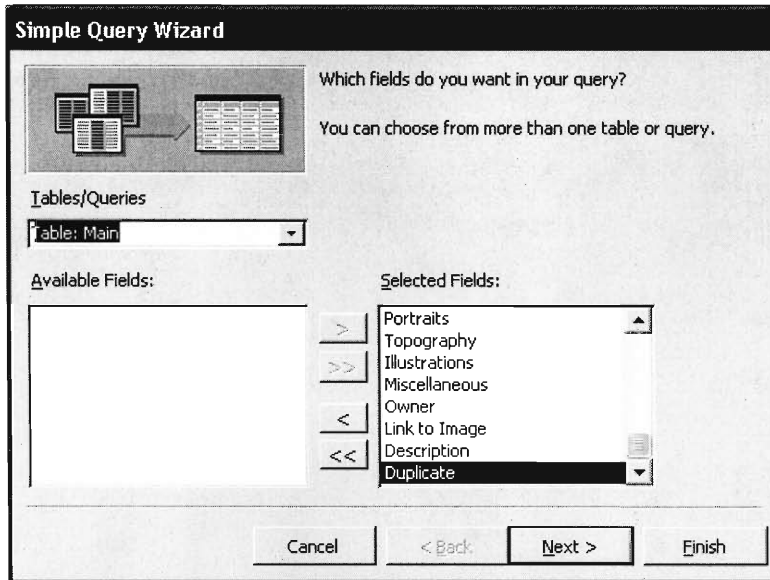 Simple Query Wizard
Which fields do you want in your query?
You can choose from more than one table or query.
Tables/Queries
Table: Main
Available Fields:
Selected Fields:
>
>>
<
<<
Portraits
Topography
Illustrations
Miscellaneous
Owner
Link to Image
Description
Duplicate
Cancel
< Back
Next >
Finish